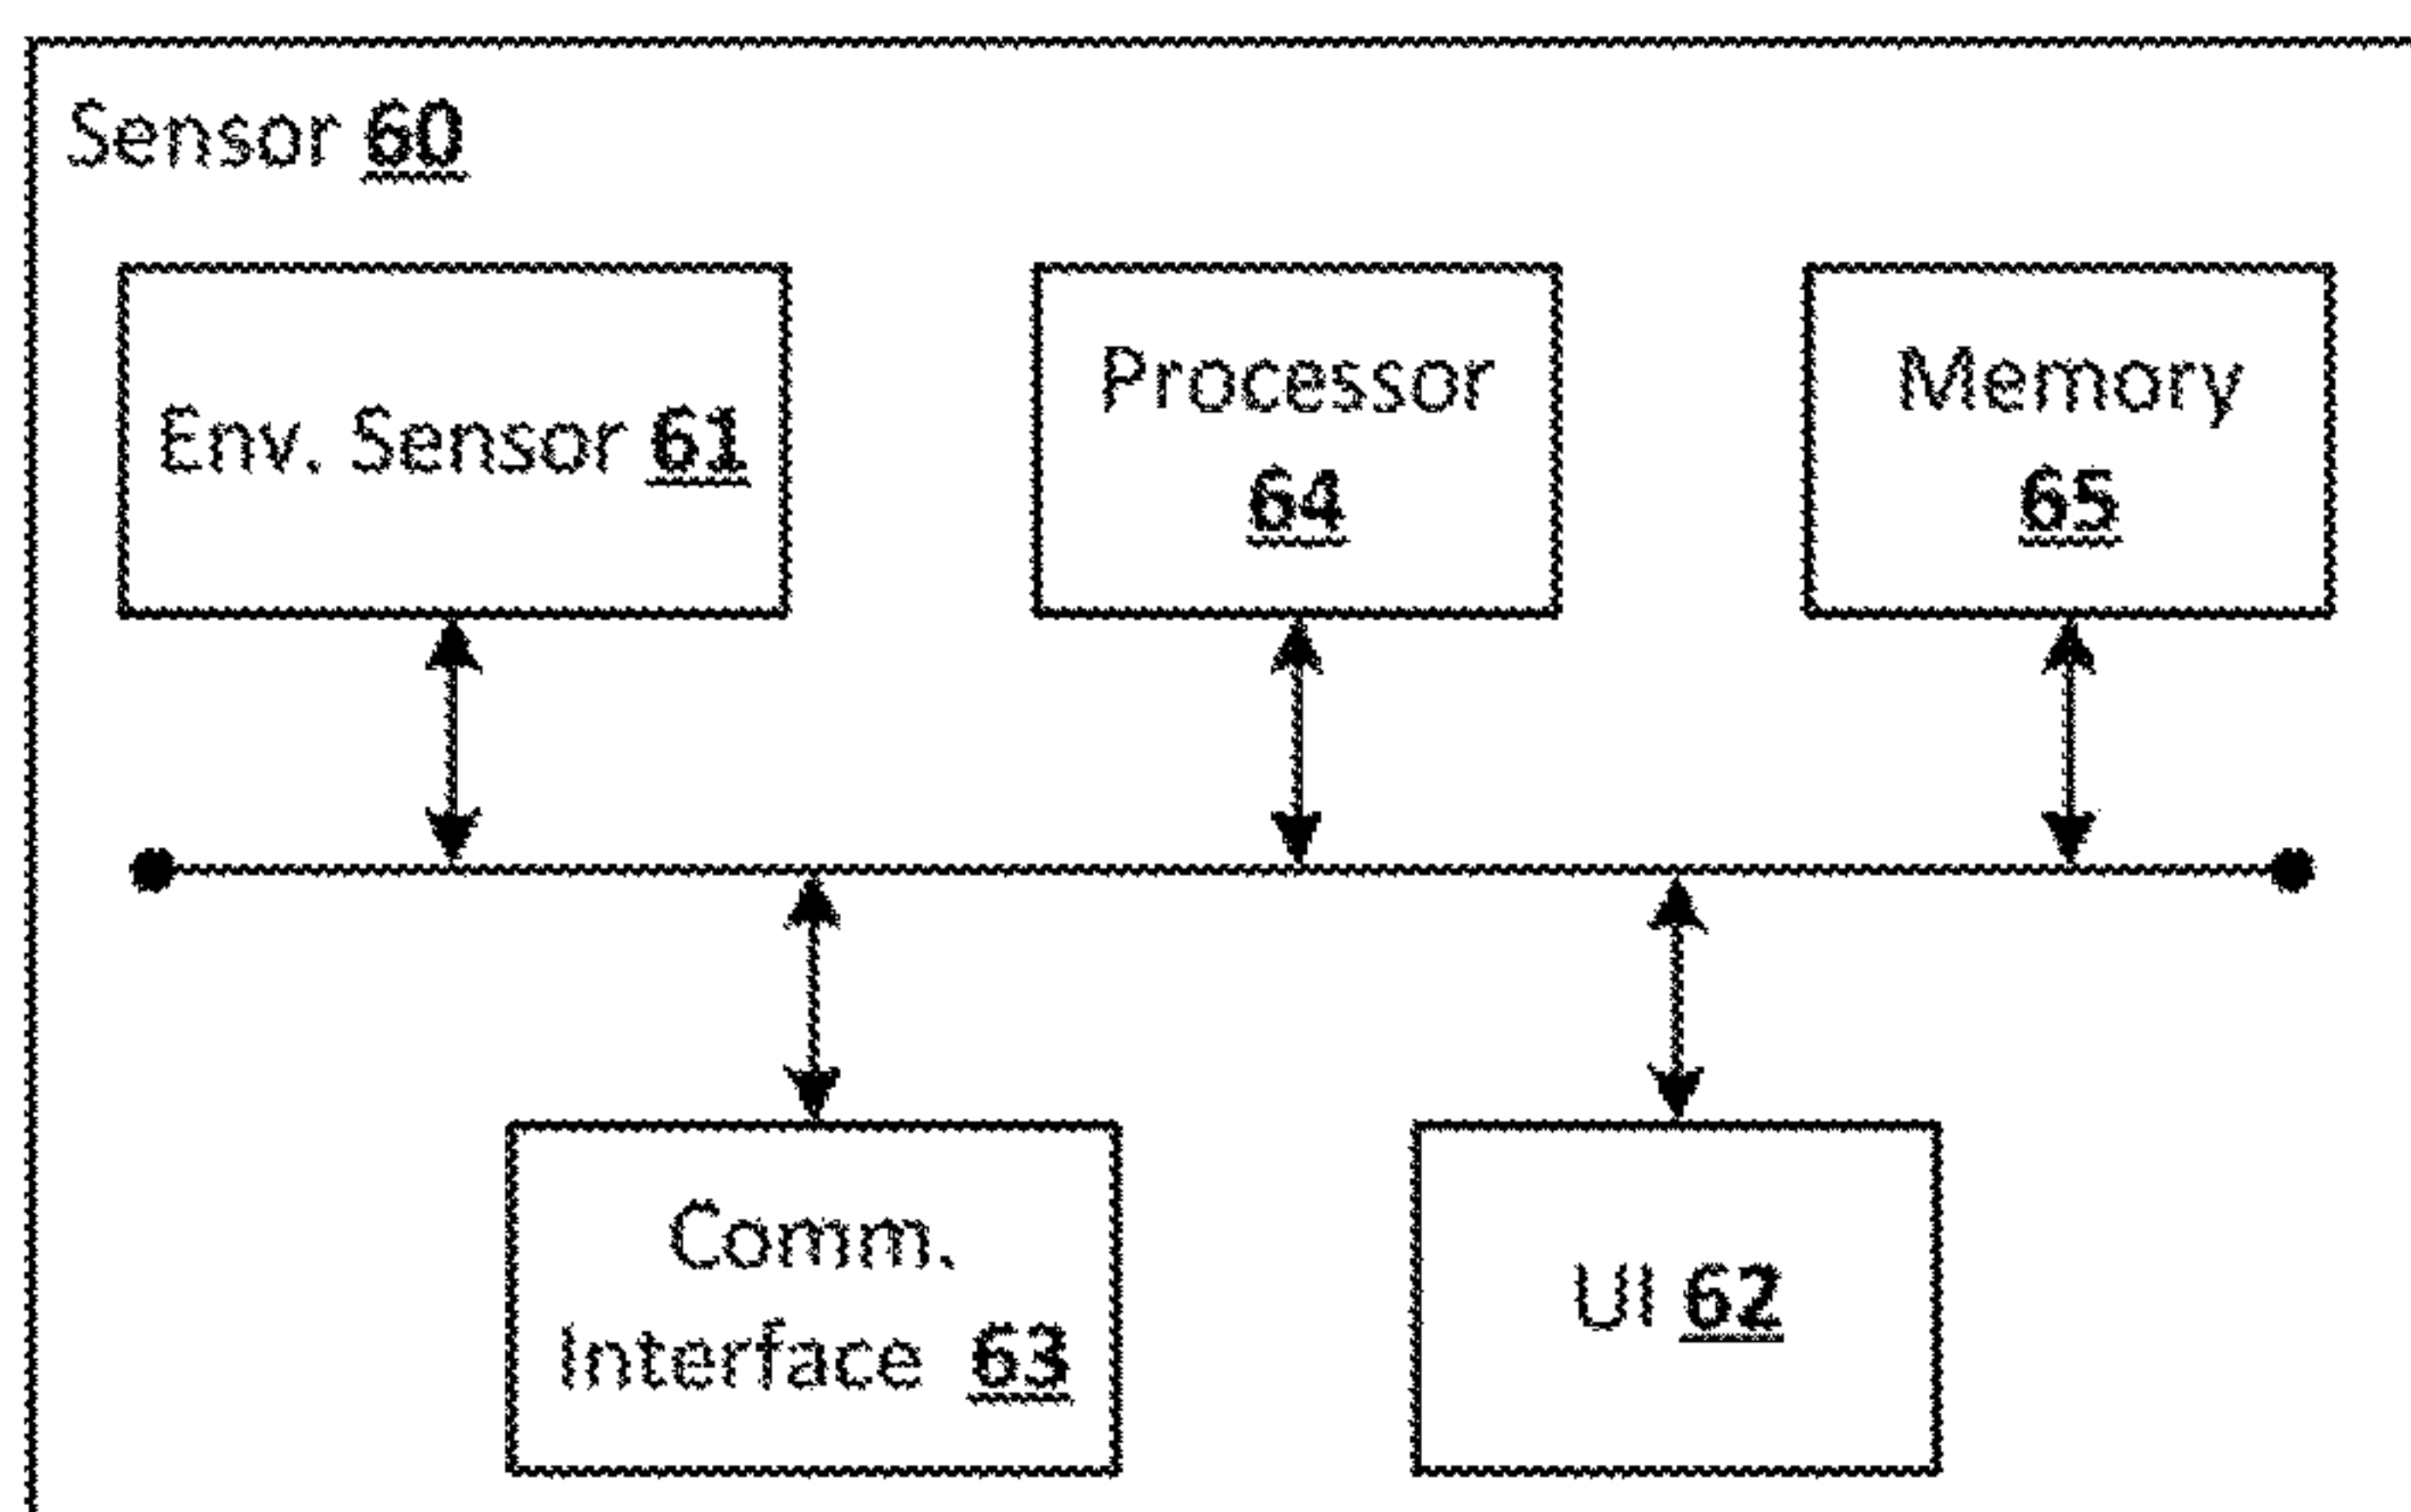 Sensor 60
Env. Sensor 61
Processor
64
Memory
65
Comm.
Interface 63
UI 62